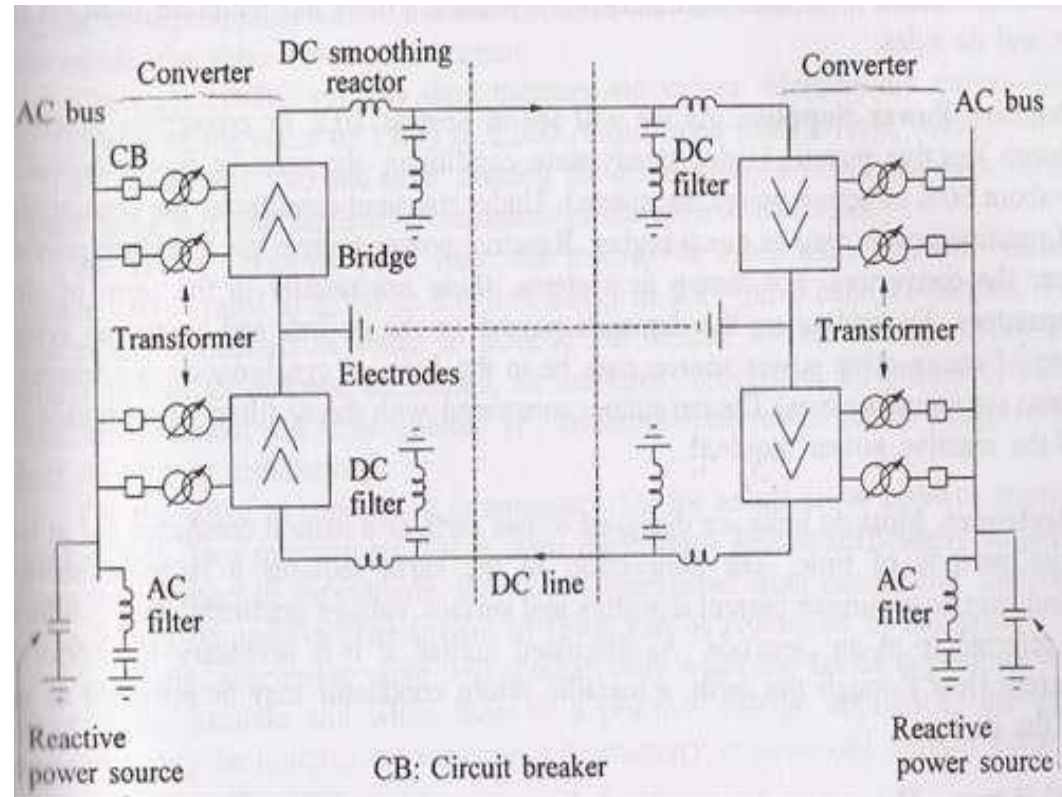 DC smoothing
reactor
Converter
AC bus
CB
Bridge
Transformer
Electrodes
DC
filter
AC
filter
Reactive
power source
DC line
CB: Circuit breaker
Converter
AC bus
DC
filter
Transformer
AC
filter
Reactive
power source